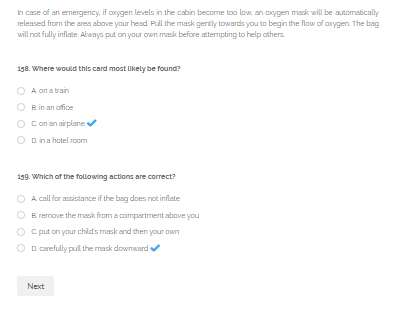 In case of an emergency, if oxygen levels in the cabin become too low, an oxygen mask will be automatically
released from the area above your head. Pull the mask gently towards you to begin the flow of oxygen. The bag
will not fully inflate. Always put on your own mask before attempting to help others.
158. Where would this card most likely be found?
A. on a train
B. in an office
C. on an airplane
D. in a hotel room
159. Which of the following actions are correct?
A. call for assistance if the bag does not inflate
B. remove the mask from a compartment above you
C. put on your child's mask and then your own
D. carefully pull the mask downward
Next